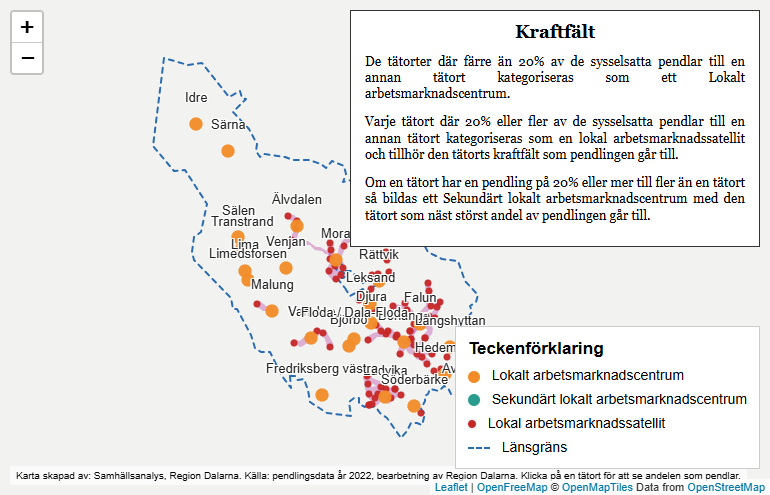 +
−
Kraftfält
De tätorter där färre än 20% av de sysselsatta pendlar till en
annan tätort kategoriseras som ett Lokalt
arbetsmarknadscentrum.
Varje tätort där 20% eller fler av de sysselsatta pendlar till en
annan tätort kategoriseras som en lokal arbetsmarknadssatellit
och tillhör den tätorts kraftfält som pendlingen går till.
Om en tätort har en pendling på 20% eller mer till fler än en tätort
så bildas ett Sekundärt lokalt arbetsmarknadscentrum med den
tätort som näst störst andel av pendlingen går till.
Idre
Särna
Älvdalen
Sälen
Transtrand
Mora
Lima
Venjan
Limedsforsen
Rättvik
Malung
Leksand
Djura
Falun
Floda / Dala-Floda
Björbo
Långshyttan
Fredriksberg västra
Säfsbärke
Teckenförklaring
Lokalt arbetsmarknadscentrum
Sekundärt lokalt arbetsmarknadscentrum
Lokal arbetsmarknadssatellit
Länsgräns
Karta skapad av: Samhällsanalys, Region Dalarna. Källa: pendlingsdata år 2022, bearbetning av Region Dalarna. Klicka på en tätort för att se andelen som pendlar.
Leaflet | OpenFreeMap © OpenMapTiles Data from OpenStreetMap